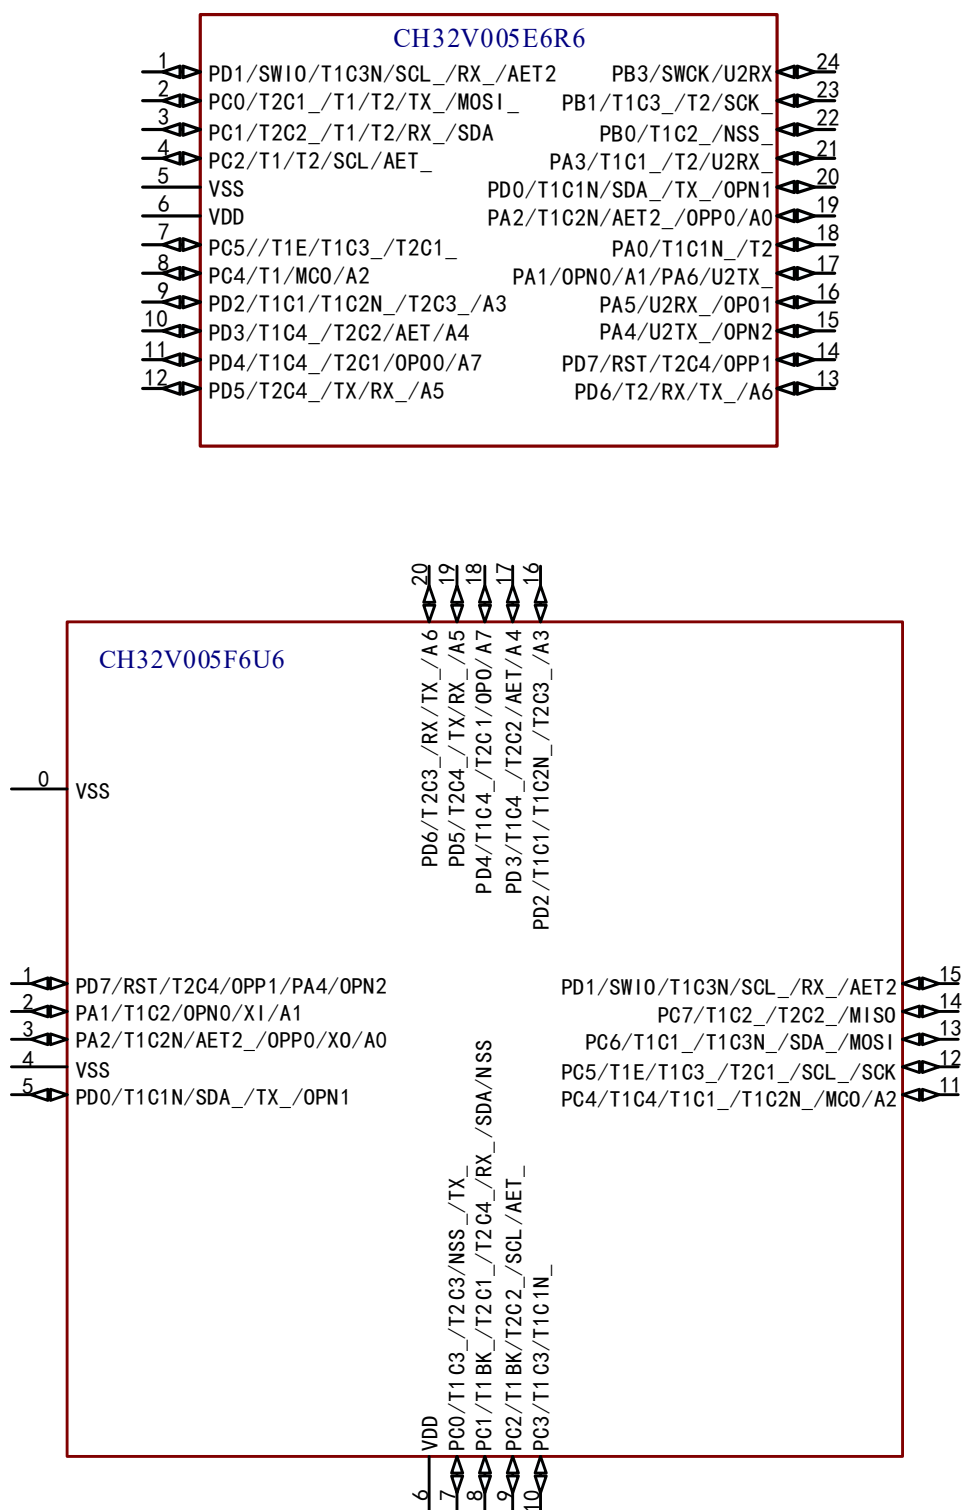 CH32V005E6R6
1 PD1/SWIO/T1C3N/SCL_/RX_/AET2
2 PC0/T2C1_/T1/T2/TX_/MOSI_
3 PC1/T2C2_/T1/T2/RX_/SDA
4 PC2/T1/T2/SCL/AET_
5 VSS
6 VDD
7 PC5//T1E/T1C3_/T2C1_
8 PC4/T1/MCO/A2
9 PD2/T1C1/T1C2N_/T2C3_/A3
10 PD3/T1C4_/T2C2/AET/A4
11 PD4/T1C4_/T2C1/OPO0/A7
12 PD5/T2C4_/TX/RX_/A5
PB3/SWCK/U2RX 24
PB1/T1C3_/T2/SCK_ 23
PB0/T1C2_/NSS_ 22
PA3/T1C1_/T2/U2RX_ 21
PD0/T1C1N/SDA_/TX_/OPN1 20
PA2/T1C2N/AET2_/OPP0/A0 19
PA0/T1C1N_/T2 18
PA1/OPN0/A1/PA6/U2TX_ 17
PA5/U2RX_/OPO1 16
PA4/U2TX_/OPN2 15
PD7/RST/T2C4/OPP1 14
PD6/T2/RX/TX_/A6 13
CH32V005F6U6
20 PD6/T2C3_/RX/TX_/A6
19 PD5/T2C4_/TX/RX_/A5
18 PD4/T1C4_/T2C1/OPO/A7
17 PD3/T1C4_/T2C2/AET/A4
16 PD2/T1C1/T1C2N_/T2C3_/A3
0 VSS
1 PD7/RST/T2C4/OPP1/PA4/OPN2
2 PA1/T1C2/OPN0/XI/A1
3 PA2/T1C2N/AET2_/OPP0/XO/A0
4 VSS
5 PD0/T1C1N/SDA_/TX_/OPN1
PD1/SWIO/T1C3N/SCL_/RX_/AET2 15
PC7/T1C2_/T2C2_/MISO 14
PC6/T1C1_/T1C3N_/SDA_/MOSI 13
PC5/T1E/T1C3_/T2C1_/SCL_/SCK 12
PC4/T1C4/T1C1_/T1C2N_/MCO/A2 11
6 VDD
7 PC0/T1C3_/T2C3/NSS_/TX_
8 PC1/T1BK_/T2C1_/T2C4_/RX_/SDA/NSS
9 PC2/T1BK/T2C2_/SCL/AET_
10 PC3/T1C3/T1C1N_